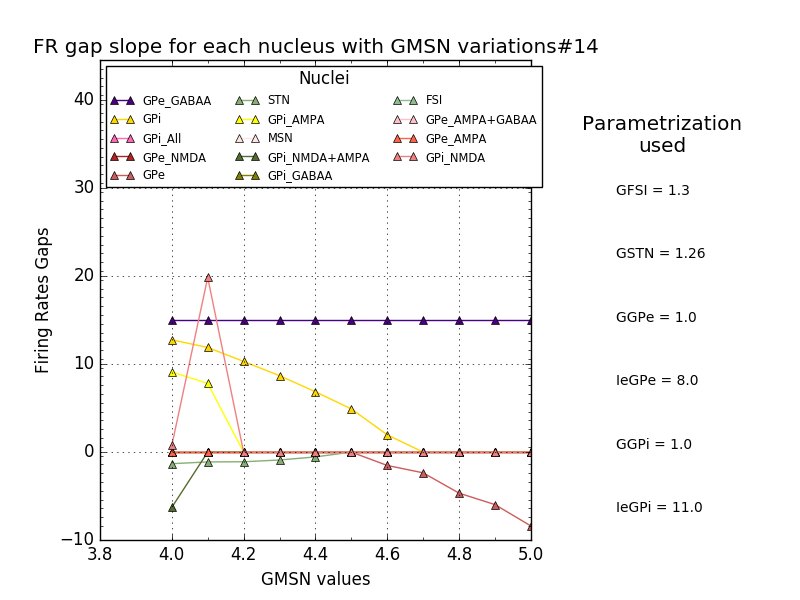 FR gap slope for each nucleus with GMSN variations#14
Nuclei
GPe_GABAA STN FSI
GPi GPi_AMPA GPe_AMPA+GABAA
GPi_All MSN GPe_AMPA
GPe_NMDA GPi_NMDA+AMPA GPi_NMDA
GPe GPi_GABAA
40
30
20
10
0
−10
Firing Rates Gaps
3.8 4.0 4.2 4.4 4.6 4.8 5.0
GMSN values
Parametrization
used
GFSI = 1.3
GSTN = 1.26
GGPe = 1.0
IeGPe = 8.0
GGPi = 1.0
IeGPi = 11.0